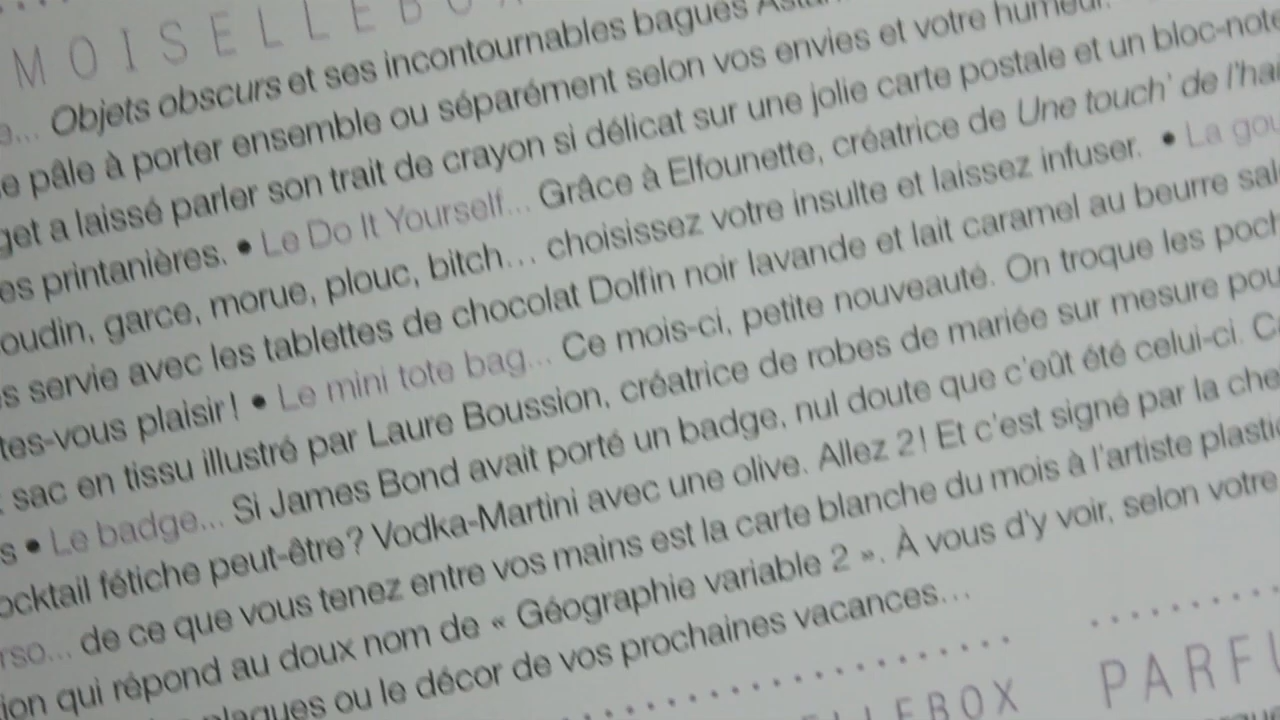 MOISELLEBO
... Objets obscurs et ses incontournables bagues
pâle à porter ensemble ou séparément selon vos envies et votre humeur.
get a laissé parler son trait de crayon si délicat sur une jolie carte postale et un bloc-note
es printanières. • Le Do It Yourself... Grâce à Elfounette, créatrice de Une touch' de l'ha
oudin, garce, morue, plouc, bitch... choisissez votre insulte et laissez infuser. • La gou
s servie avec les tablettes de chocolat Dolfin noir lavande et lait caramel au beurre sal
tes-vous plaisir ! • Le mini tote bag... Ce mois-ci, petite nouveauté. On troque les poch
sac en tissu illustré par Laure Boussion, créatrice de robes de mariée sur mesure pou
s • Le badge... Si James Bond avait porté un badge, nul doute que c'eût été celui-ci. C
ocktail fétiche peut-être? Vodka-Martini avec une olive. Allez 2! Et c'est signé par la che
rso... de ce que vous tenez entre vos mains est la carte blanche du mois à l'artiste plasti
ion qui répond au doux nom de « Géographie variable 2 ». À vous d'y voir, selon votre
plaques ou le décor de vos prochaines vacances...
LLEBOX PARFU